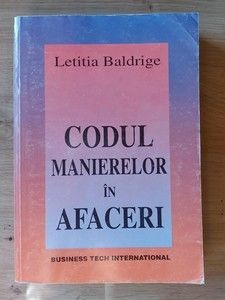 Letitia Baldrige
CODUL
MANIERELOR
ÎN
AFACERI
BUSINESS TECH INTERNATIONAL